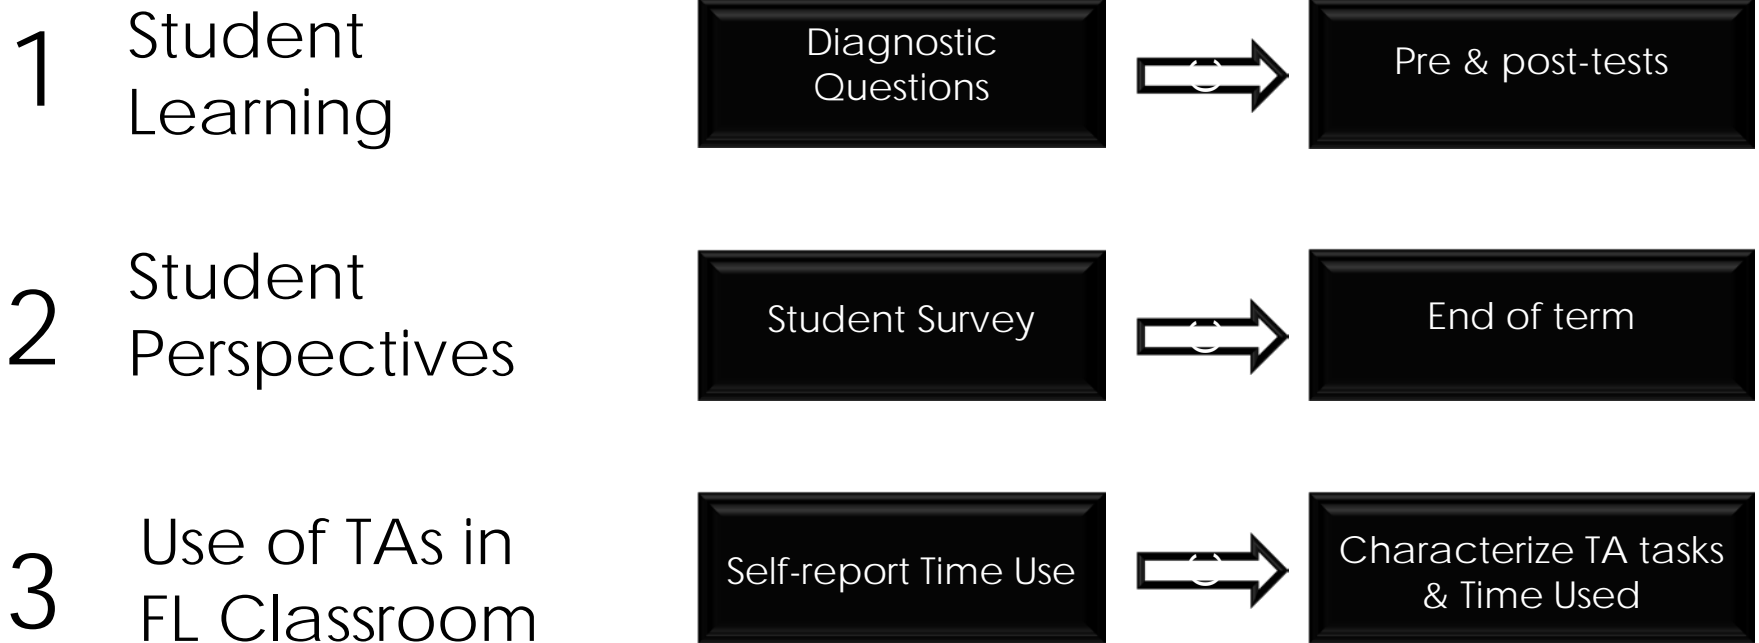 1
Student
Learning
Diagnostic
Questions
Pre & post-tests
2
Student
Perspectives
Student Survey
End of term
3
Use of TAs in
FL Classroom
Self-report Time Use
Characterize TA tasks
& Time Used